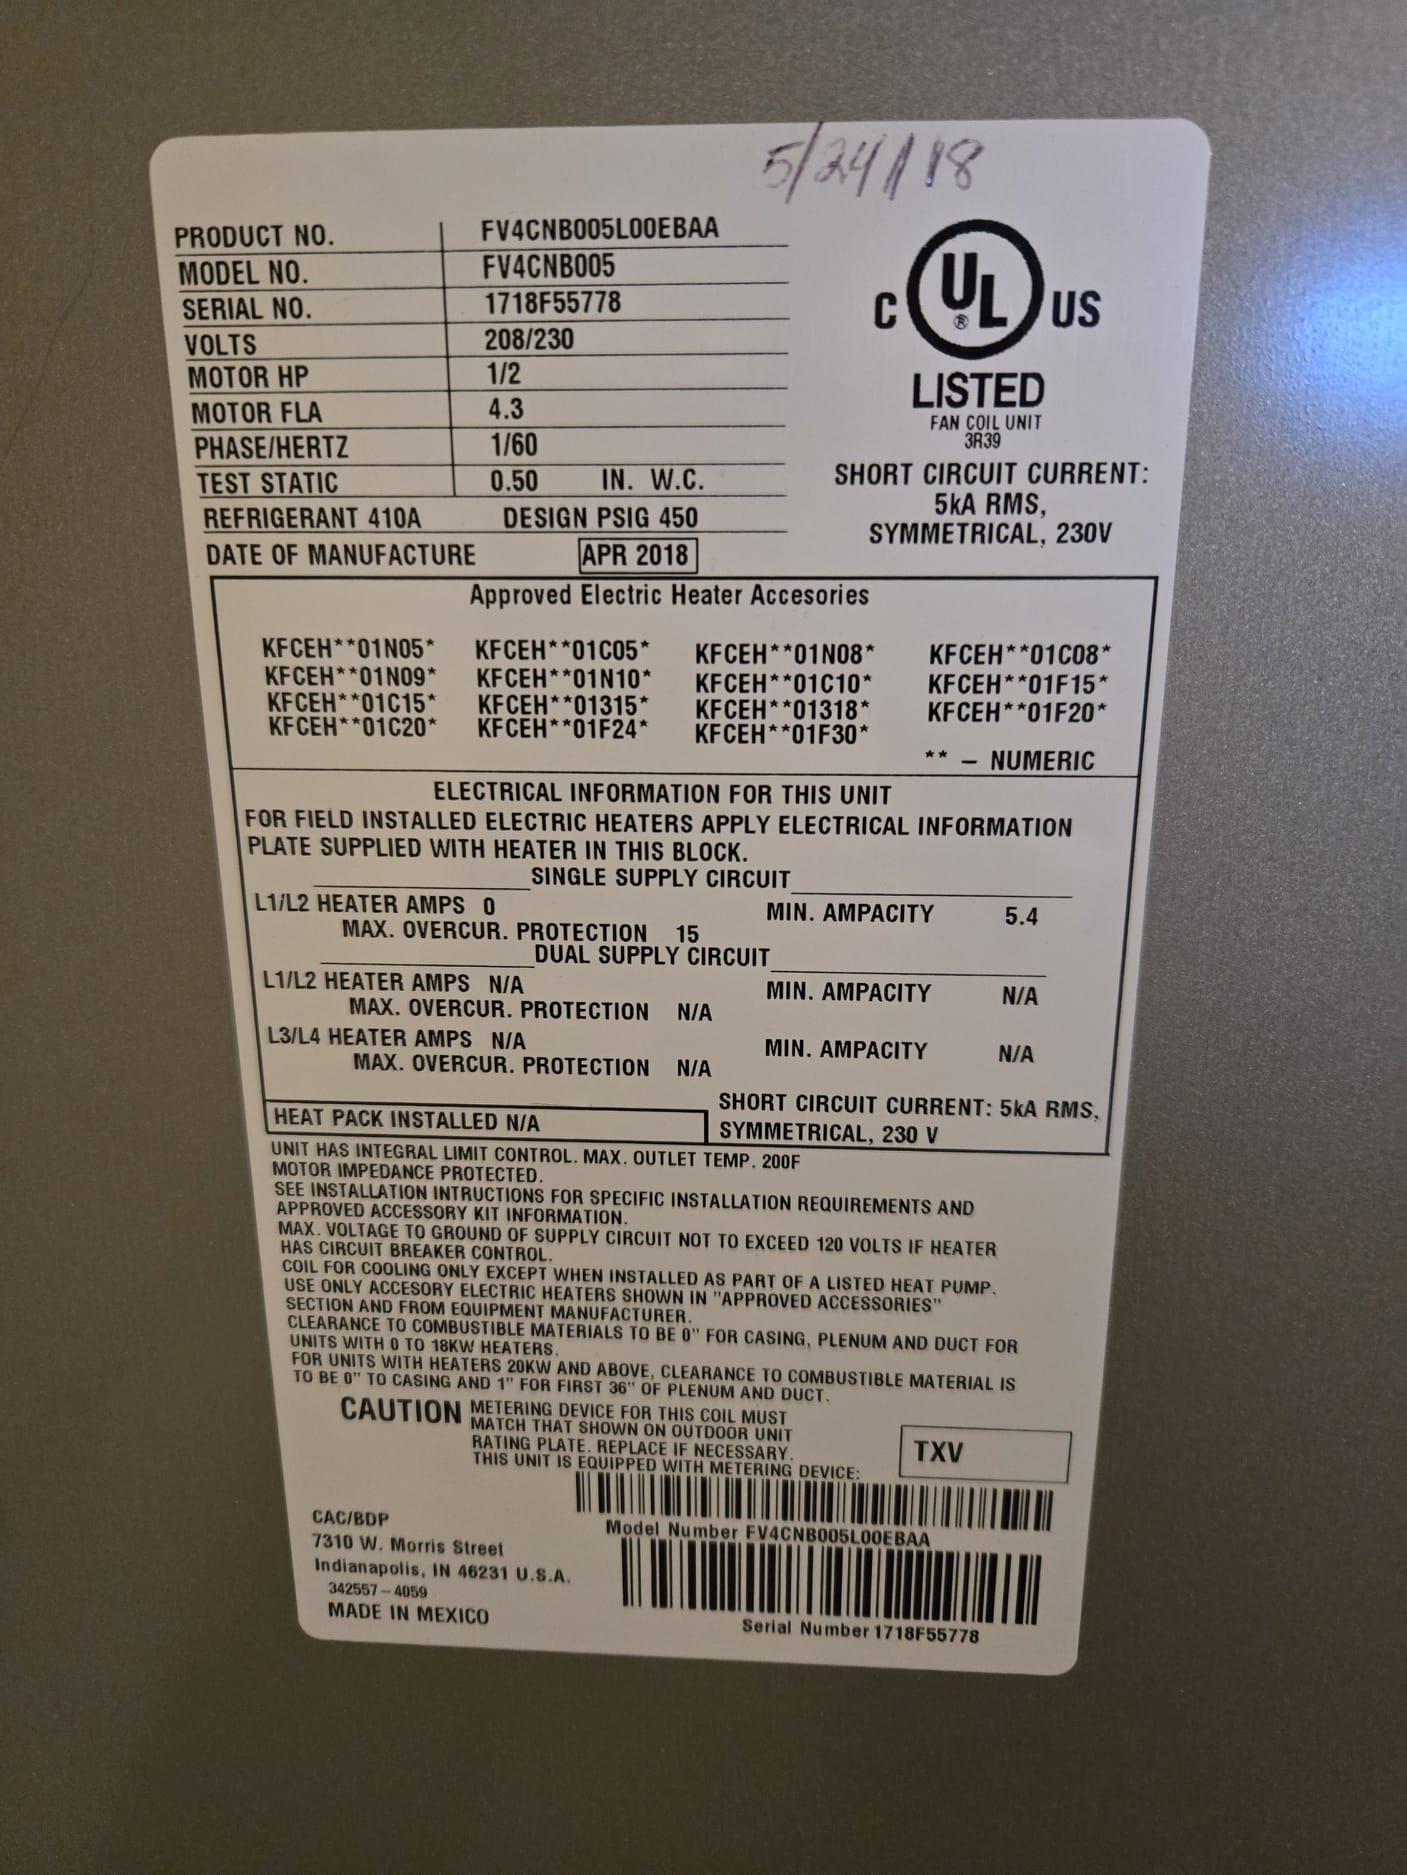 5/24/18
PRODUCT NO. FV4CNB005L00EBAA
MODEL NO. FV4CNB005
SERIAL NO. 1718F55778
VOLTS 208/230
MOTOR HP 1/2
MOTOR FLA 4.3
PHASE/HERTZ 1/60
TEST STATIC 0.50 IN. W.C.
REFRIGERANT 410A DESIGN PSIG 450
DATE OF MANUFACTURE APR 2018
C UL ® US
LISTED
FAN COIL UNIT
3R39
SHORT CIRCUIT CURRENT:
5kA RMS,
SYMMETRICAL, 230V
Approved Electric Heater Accesories
KFCEH**01N05* KFCEH**01C05* KFCEH**01N08* KFCEH**01C08*
KFCEH**01N09* KFCEH**01N10* KFCEH**01C10* KFCEH**01F15*
KFCEH**01C15* KFCEH**01315* KFCEH**01318* KFCEH**01F20*
KFCEH**01C20* KFCEH**01F24* KFCEH**01F30*
** – NUMERIC
ELECTRICAL INFORMATION FOR THIS UNIT
FOR FIELD INSTALLED ELECTRIC HEATERS APPLY ELECTRICAL INFORMATION
PLATE SUPPLIED WITH HEATER IN THIS BLOCK.
SINGLE SUPPLY CIRCUIT
L1/L2 HEATER AMPS 0 MIN. AMPACITY 5.4
MAX. OVERCUR. PROTECTION 15
DUAL SUPPLY CIRCUIT
L1/L2 HEATER AMPS N/A MIN. AMPACITY N/A
MAX. OVERCUR. PROTECTION N/A
L3/L4 HEATER AMPS N/A MIN. AMPACITY N/A
MAX. OVERCUR. PROTECTION N/A
SHORT CIRCUIT CURRENT: 5kA RMS,
SYMMETRICAL, 230 V
HEAT PACK INSTALLED N/A
UNIT HAS INTEGRAL LIMIT CONTROL. MAX. OUTLET TEMP. 200F
MOTOR IMPEDANCE PROTECTED.
SEE INSTALLATION INTRUCTIONS FOR SPECIFIC INSTALLATION REQUIREMENTS AND
APPROVED ACCESSORY KIT INFORMATION.
MAX. VOLTAGE TO GROUND OF SUPPLY CIRCUIT NOT TO EXCEED 120 VOLTS IF HEATER
HAS CIRCUIT BREAKER CONTROL.
COIL FOR COOLING ONLY EXCEPT WHEN INSTALLED AS PART OF A LISTED HEAT PUMP.
USE ONLY ACCESORY ELECTRIC HEATERS SHOWN IN "APPROVED ACCESSORIES"
SECTION AND FROM EQUIPMENT MANUFACTURER.
CLEARANCE TO COMBUSTIBLE MATERIALS TO BE 0" FOR CASING, PLENUM AND DUCT FOR
UNITS WITH 0 TO 18KW HEATERS.
FOR UNITS WITH HEATERS 20KW AND ABOVE, CLEARANCE TO COMBUSTIBLE MATERIAL IS
TO BE 0" TO CASING AND 1" FOR FIRST 36" OF PLENUM AND DUCT.
CAUTION METERING DEVICE FOR THIS COIL MUST
MATCH THAT SHOWN ON OUTDOOR UNIT
RATING PLATE. REPLACE IF NECESSARY.
THIS UNIT IS EQUIPPED WITH METERING DEVICE:
TXV
Model Number FV4CNB005L00EBAA
CAC/BDP
7310 W. Morris Street
Indianapolis, IN 46231 U.S.A.
342557–4059
MADE IN MEXICO
Serial Number 1718F55778